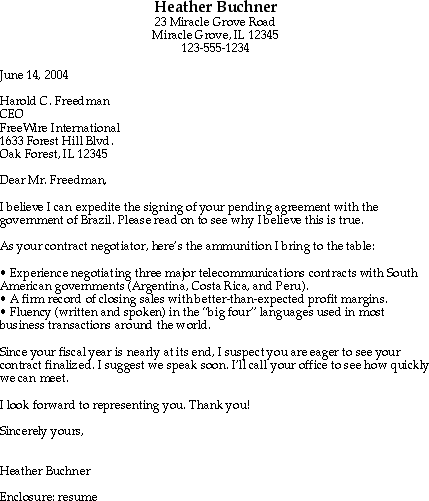 Heather Buchner
23 Miracle Grove Road
Miracle Grove, IL 12345
123-555-1234
June 14, 2004
Harold C. Freedman
CEO
FreeWire International
1633 Forest Hill Blvd.
Oak Forest, IL 12345
Dear Mr. Freedman,
I believe I can expedite the signing of your pending agreement with the
government of Brazil. Please read on to see why I believe this is true.
As your contract negotiator, here's the ammunition I bring to the table:
• Experience negotiating three major telecommunications contracts with South
American governments (Argentina, Costa Rica, and Peru).
• A firm record of closing sales with better-than-expected profit margins.
• Fluency (written and spoken) in the "big four" languages used in most
business transactions around the world.
Since your fiscal year is nearly at its end, I suspect you are eager to see your
contract finalized. I suggest we speak soon. I'll call your office to see how quickly
we can meet.
I look forward to representing you. Thank you!
Sincerely yours,
Heather Buchner
Enclosure: resume